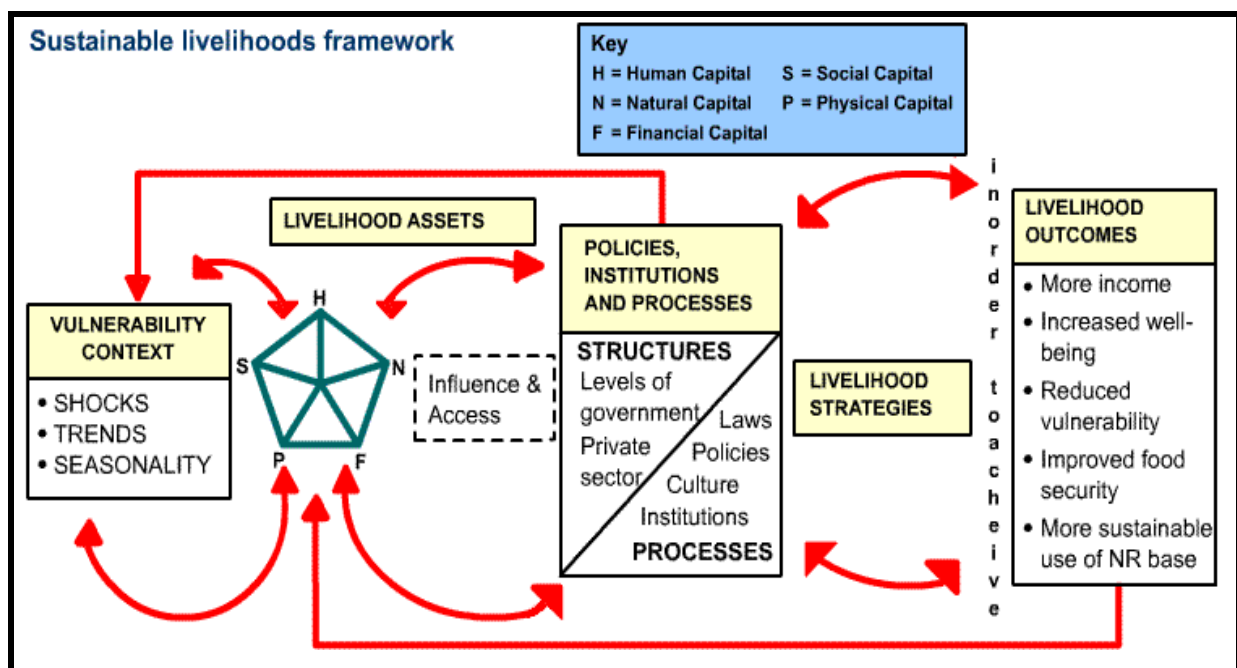 Sustainable livelihoods framework
Key
H = Human Capital S = Social Capital
N = Natural Capital P = Physical Capital
F = Financial Capital
LIVELIHOOD ASSETS
VULNERABILITY
CONTEXT
• SHOCKS
• TRENDS
• SEASONALITY
H
S
N
P
F
Influence &
Access
POLICIES,
INSTITUTIONS
AND PROCESSES
STRUCTURES
Levels of
government
Private
sector
Laws
Policies
Culture
Institutions
PROCESSES
LIVELIHOOD
STRATEGIES
inorder toacheive
LIVELIHOOD
OUTCOMES
• More income
• Increased well-
being
• Reduced
vulnerability
• Improved food
security
• More sustainable
use of NR base